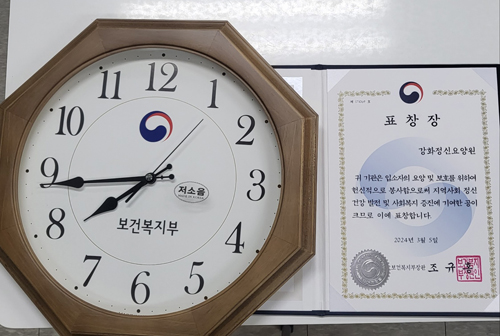 12
1
2
3
4
5
6
7
8
9
10
11
저소음
보건복지부
표 창 장
강화정신요양원
귀 기관은 입소자의 요양 및 보호를 위하여
헌신적으로 봉사함으로써 지역사회 정신
건강 발전 및 사회복지 증진에 기여한 공이
크므로 이에 표창합니다.
2024년 3월 5일
보건복지부장관 조 규 홍